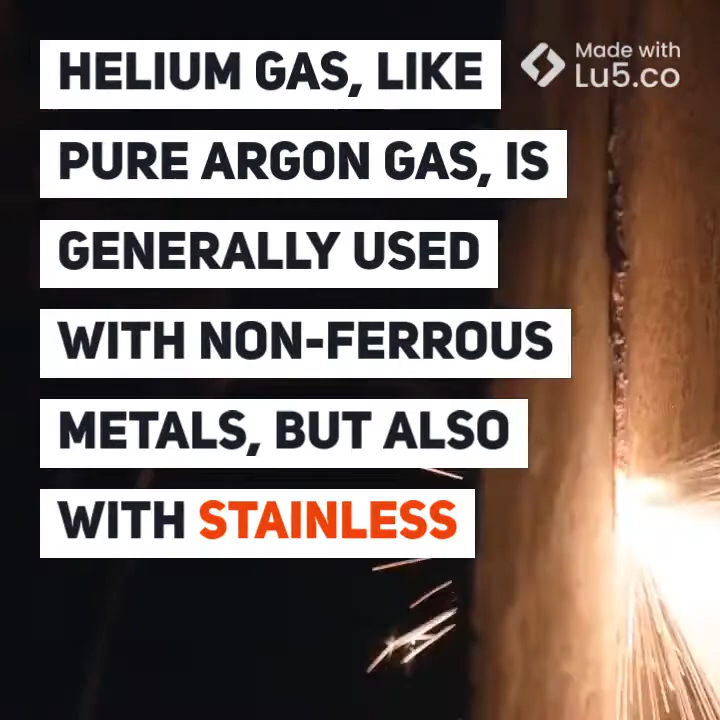 HELIUM GAS, LIKE
PURE ARGON GAS, IS
GENERALLY USED
WITH NON-FERROUS
METALS, BUT ALSO
WITH STAINLESS
Made with
Lu5.co